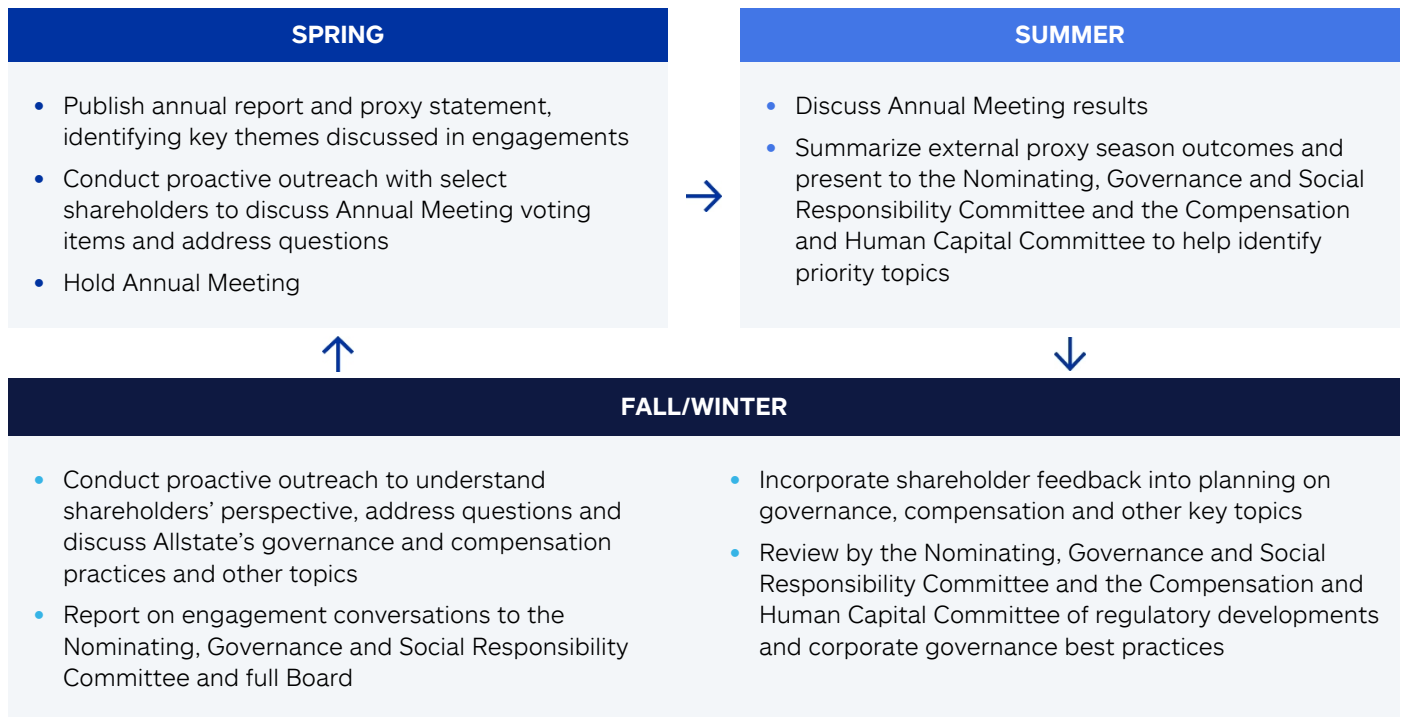 SPRING
• Publish annual report and proxy statement,
identifying key themes discussed in engagements
• Conduct proactive outreach with select
shareholders to discuss Annual Meeting voting
items and address questions
• Hold Annual Meeting
SUMMER
• Discuss Annual Meeting results
• Summarize external proxy season outcomes and
present to the Nominating, Governance and Social
Responsibility Committee and the Compensation
and Human Capital Committee to help identify
priority topics
FALL/WINTER
• Conduct proactive outreach to understand
shareholders’ perspective, address questions and
discuss Allstate’s governance and compensation
practices and other topics
• Report on engagement conversations to the
Nominating, Governance and Social Responsibility
Committee and full Board
• Incorporate shareholder feedback into planning on
governance, compensation and other key topics
• Review by the Nominating, Governance and Social
Responsibility Committee and the Compensation and
Human Capital Committee of regulatory developments
and corporate governance best practices